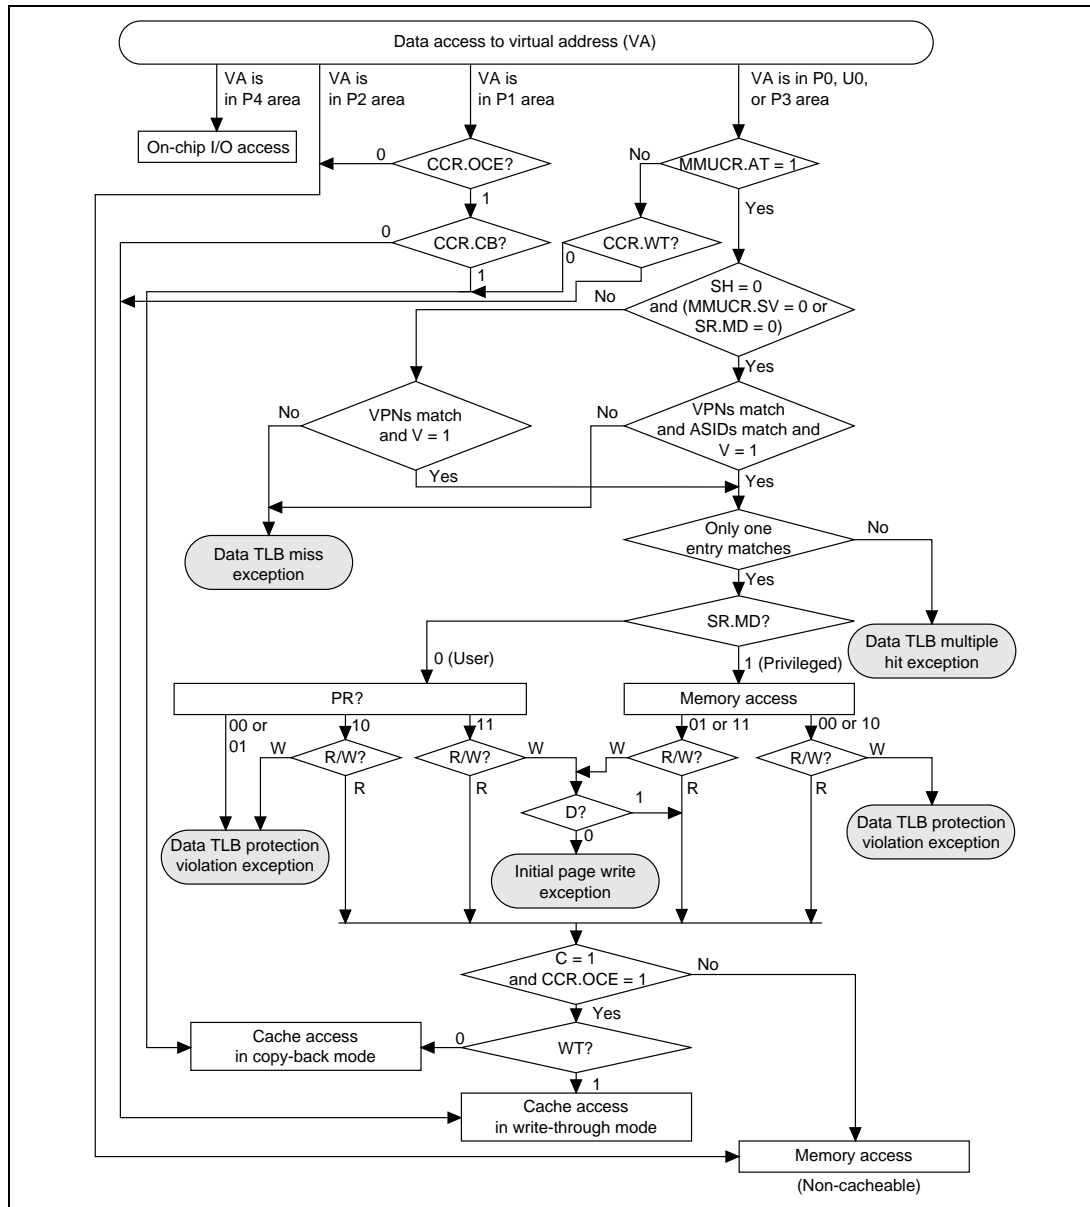 Data access to virtual address (VA)
VA is
in P4 area
VA is
in P2 area
VA is
in P1 area
VA is in P0, U0,
or P3 area
On-chip I/O access
0
CCR.OCE?
No
MMUCR.AT = 1
1
Yes
0
CCR.CB?
CCR.WT?
0
1
SH = 0
and (MMUCR.SV = 0 or
SR.MD = 0)
No
Yes
No
VPNs match
and V = 1
No
VPNs match
and ASIDs match and
V = 1
Yes
Yes
Only one
entry matches
No
Data TLB miss
exception
Yes
SR.MD?
0 (User)
Data TLB multiple
hit exception
1 (Privileged)
PR?
Memory access
00 or
01
10
11
01 or 11
00 or 10
W
R/W?
R/W?
W
W
R/W?
R/W?
W
R
R
R
R
D?
1
0
Data TLB protection
violation exception
Data TLB protection
violation exception
Initial page write
exception
C = 1
and CCR.OCE = 1
No
Yes
Cache access
in copy-back mode
0
WT?
1
Cache access
in write-through mode
Memory access
(Non-cacheable)